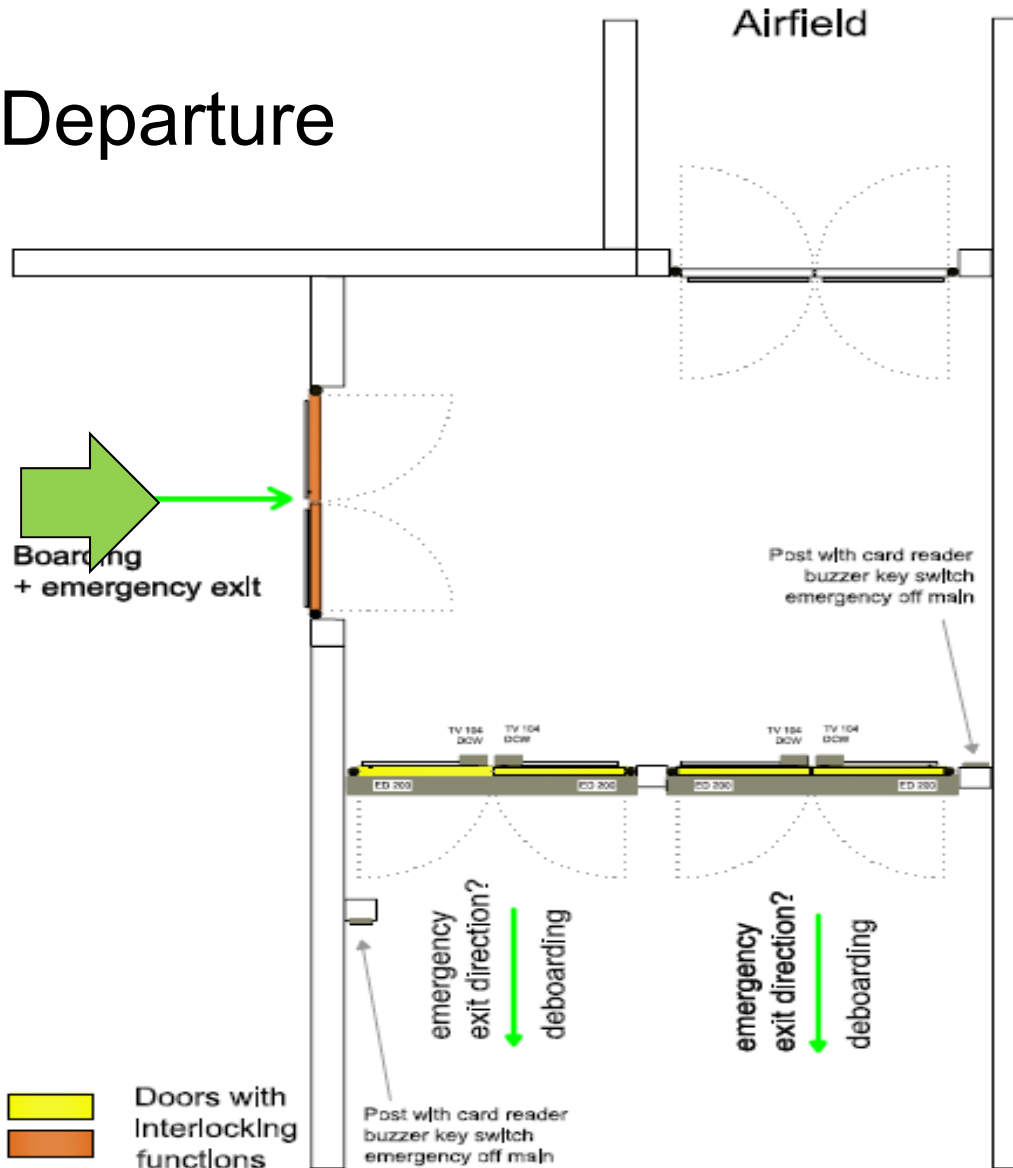 Airfield
Departure
Boarding
+ emergency exit
Post with card reader
buzzer key switch
emergency off main
TV 104
DCW
TV 104
DCW
TV 104
DCW
TV 104
DCW
ED 200
ED 200
ED 200
ED 200
emergency
exit direction?
deboarding
emergency
exit direction?
deboarding
Doors with
interlocking
functions
Post with card reader
buzzer key switch
emergency off main